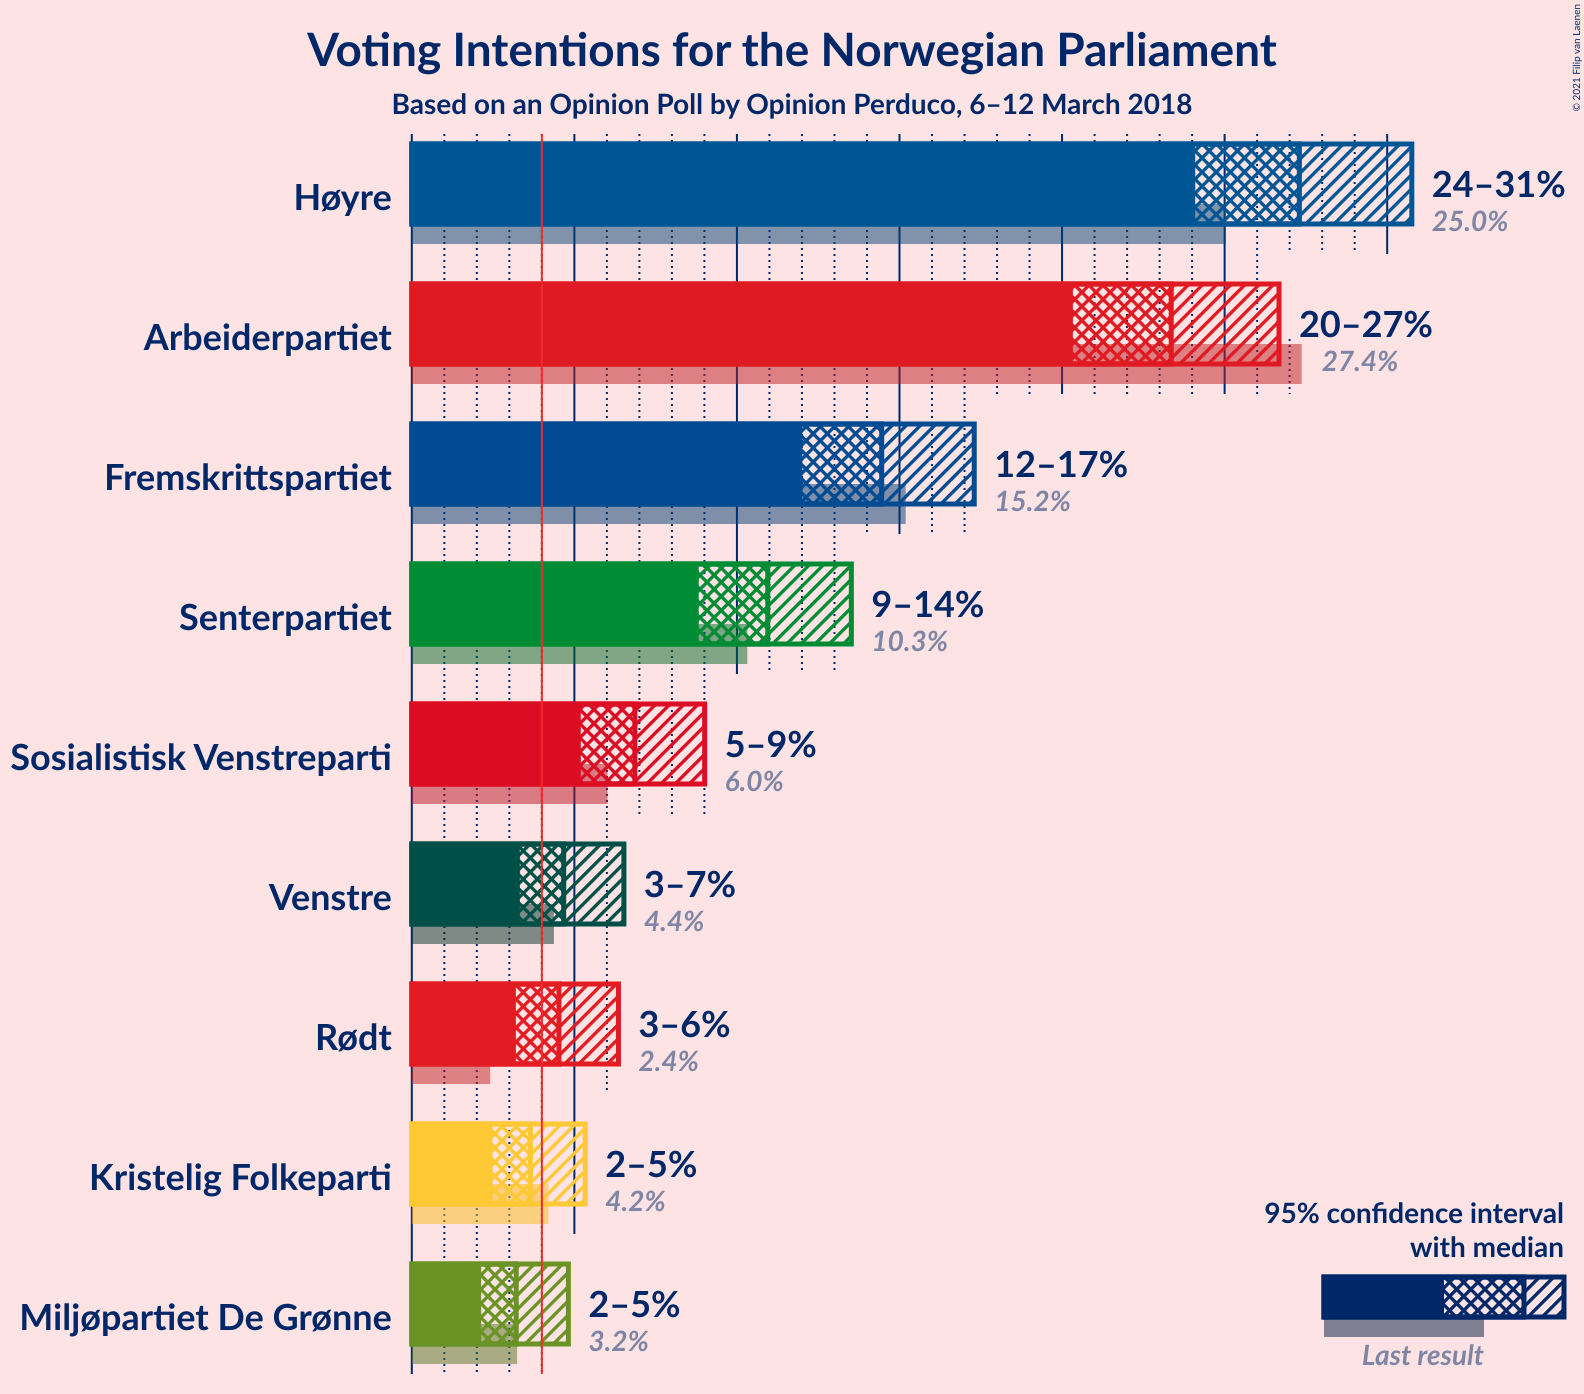 Voting Intentions for the Norwegian Parliament
Based on an Opinion Poll by Opinion Perduco, 6–12 March 2018
© 2021 Filip van Laenen
Høyre
24–31%
25.0%
Arbeiderpartiet
20–27%
27.4%
Fremskrittspartiet
12–17%
15.2%
Senterpartiet
9–14%
10.3%
Sosialistisk Venstreparti
5–9%
6.0%
Venstre
3–7%
4.4%
Rødt
3–6%
2.4%
Kristelig Folkeparti
2–5%
4.2%
Miljøpartiet De Grønne
2–5%
3.2%
95% confidence interval
with median
Last result